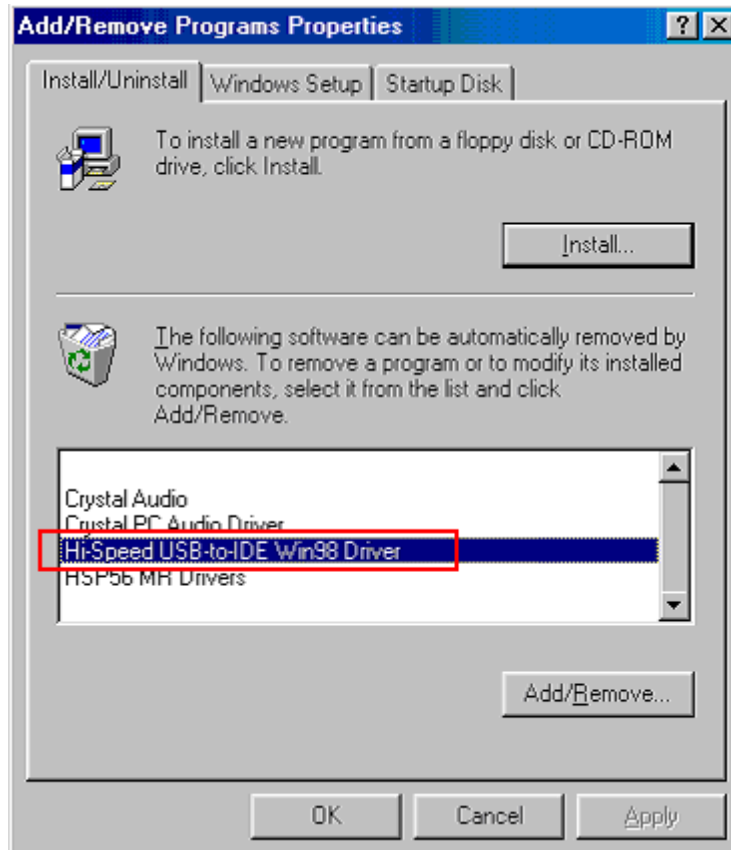 Add/Remove Programs Properties
Install/Uninstall Windows Setup Startup Disk
To install a new program from a floppy disk or CD-ROM
drive, click Install.
Install...
The following software can be automatically removed by
Windows. To remove a program or to modify its installed
components, select it from the list and click
Add/Remove.
Crystal Audio
Crystal PC Audio Driver
Hi-Speed USB-to-IDE Win98 Driver
HSP56 MR Drivers
Add/Remove...
OK Cancel Apply